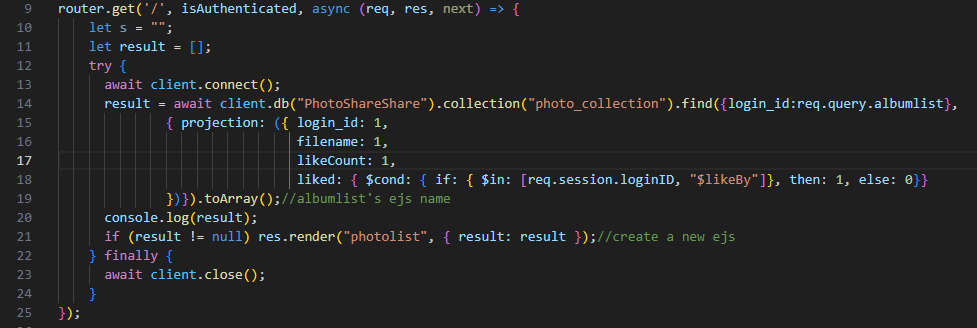 9 router.get('/', isAuthenticated, async (req, res, next) => {
10 let s = "";
11 let result = [];
12 try {
13 await client.connect();
14 result = await client.db("PhotoShareShare").collection("photo_collection").find({login_id:req.query.albumlist},
15 { projection: ({ login_id: 1,
16 filename: 1,
17 likeCount: 1,
18 liked: { $cond: { if: { $in: [req.session.loginID, "$likeBy"]}, then: 1, else: 0}}
19 })}).toArray();//albumlist's ejs name
20 console.log(result);
21 if (result != null) res.render("photolist", { result: result });//create a new ejs
22 } finally {
23 await client.close();
24 }
25 });